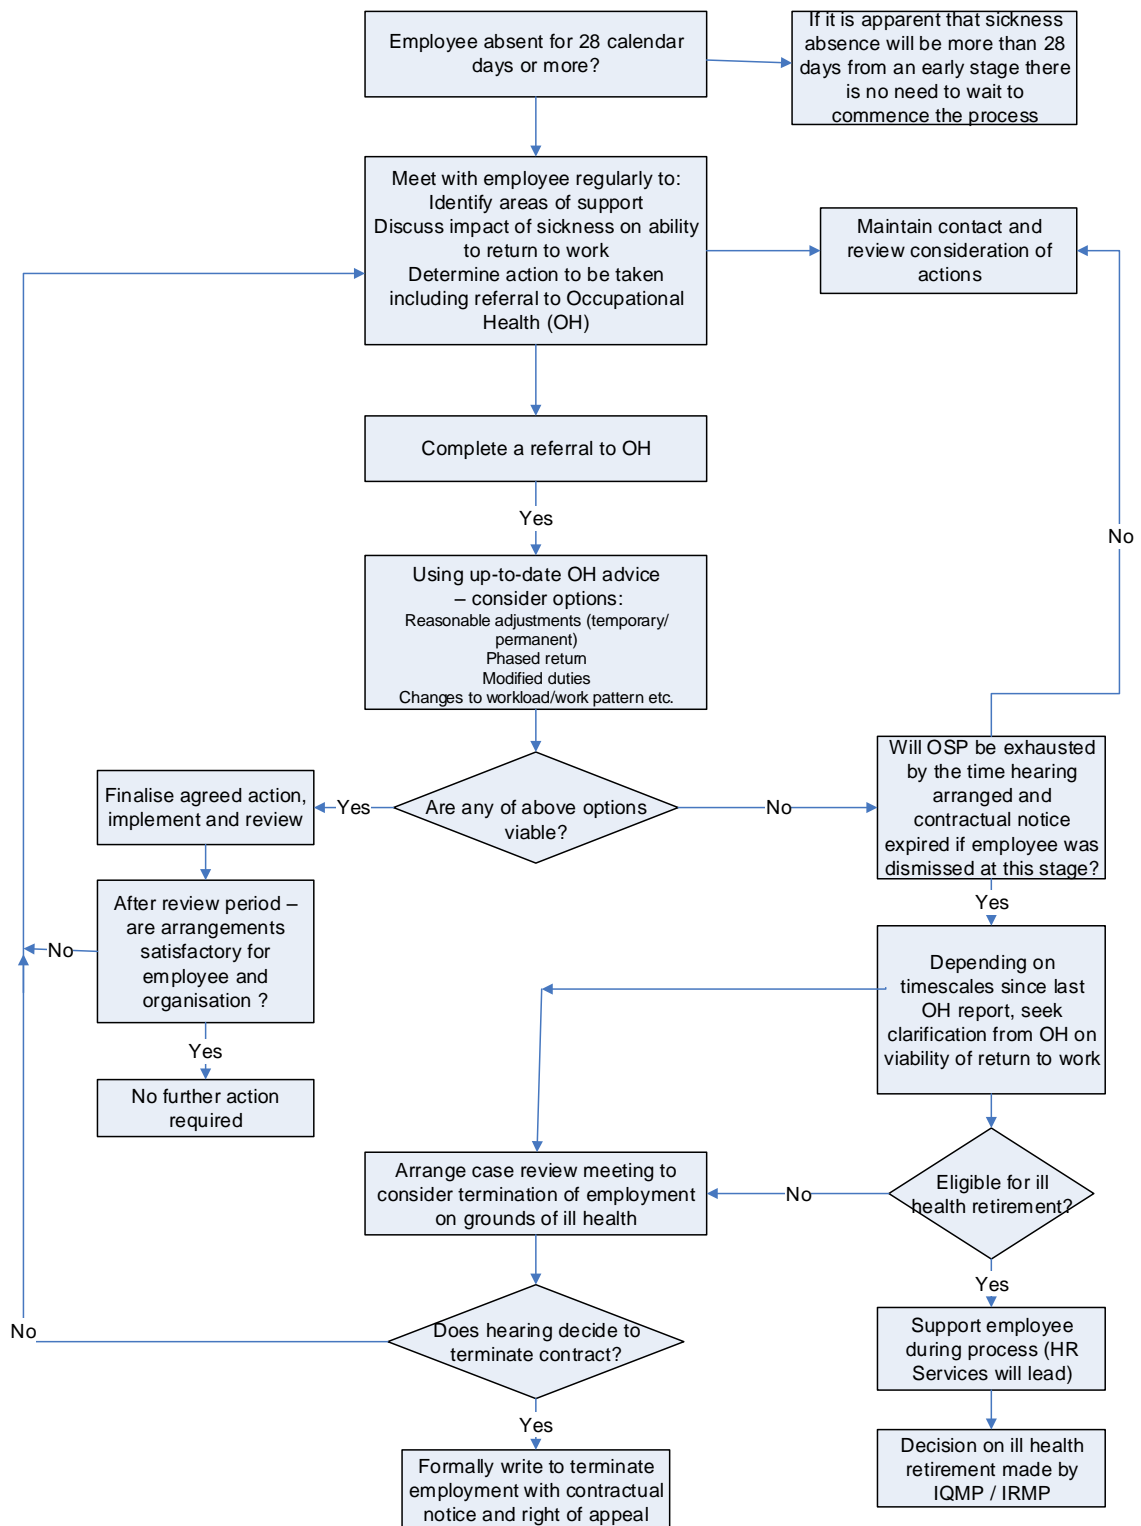 Employee absent for 28 calendar
days or more?
If it is apparent that sickness
absence will be more than 28
days from an early stage there
is no need to wait to
commence the process
Meet with employee regularly to:
Identify areas of support
Discuss impact of sickness on ability
to return to work
Determine action to be taken
including referral to Occupational
Health (OH)
Maintain contact and
review consideration of
actions
Complete a referral to OH
Yes
No
Using up-to-date OH advice
– consider options:
Reasonable adjustments (temporary/
permanent)
Phased return
Modified duties
Changes to workload/work pattern etc.
Will OSP be exhausted
by the time hearing
arranged and
contractual notice
expired if employee was
dismissed at this stage?
Finalise agreed action,
implement and review
Yes
Are any of above options
viable?
No
Yes
After review period –
are arrangements
satisfactory for
employee and
organisation ?
No
Depending on
timescales since last
OH report, seek
clarification from OH on
viability of return to work
Yes
No further action
required
Arrange case review meeting to
consider termination of employment
on grounds of ill health
No
Eligible for ill
health retirement?
Yes
No
Does hearing decide to
terminate contract?
Support employee
during process (HR
Services will lead)
Yes
Formally write to terminate
employment with contractual
notice and right of appeal
Decision on ill health
retirement made by
IQMP / IRMP